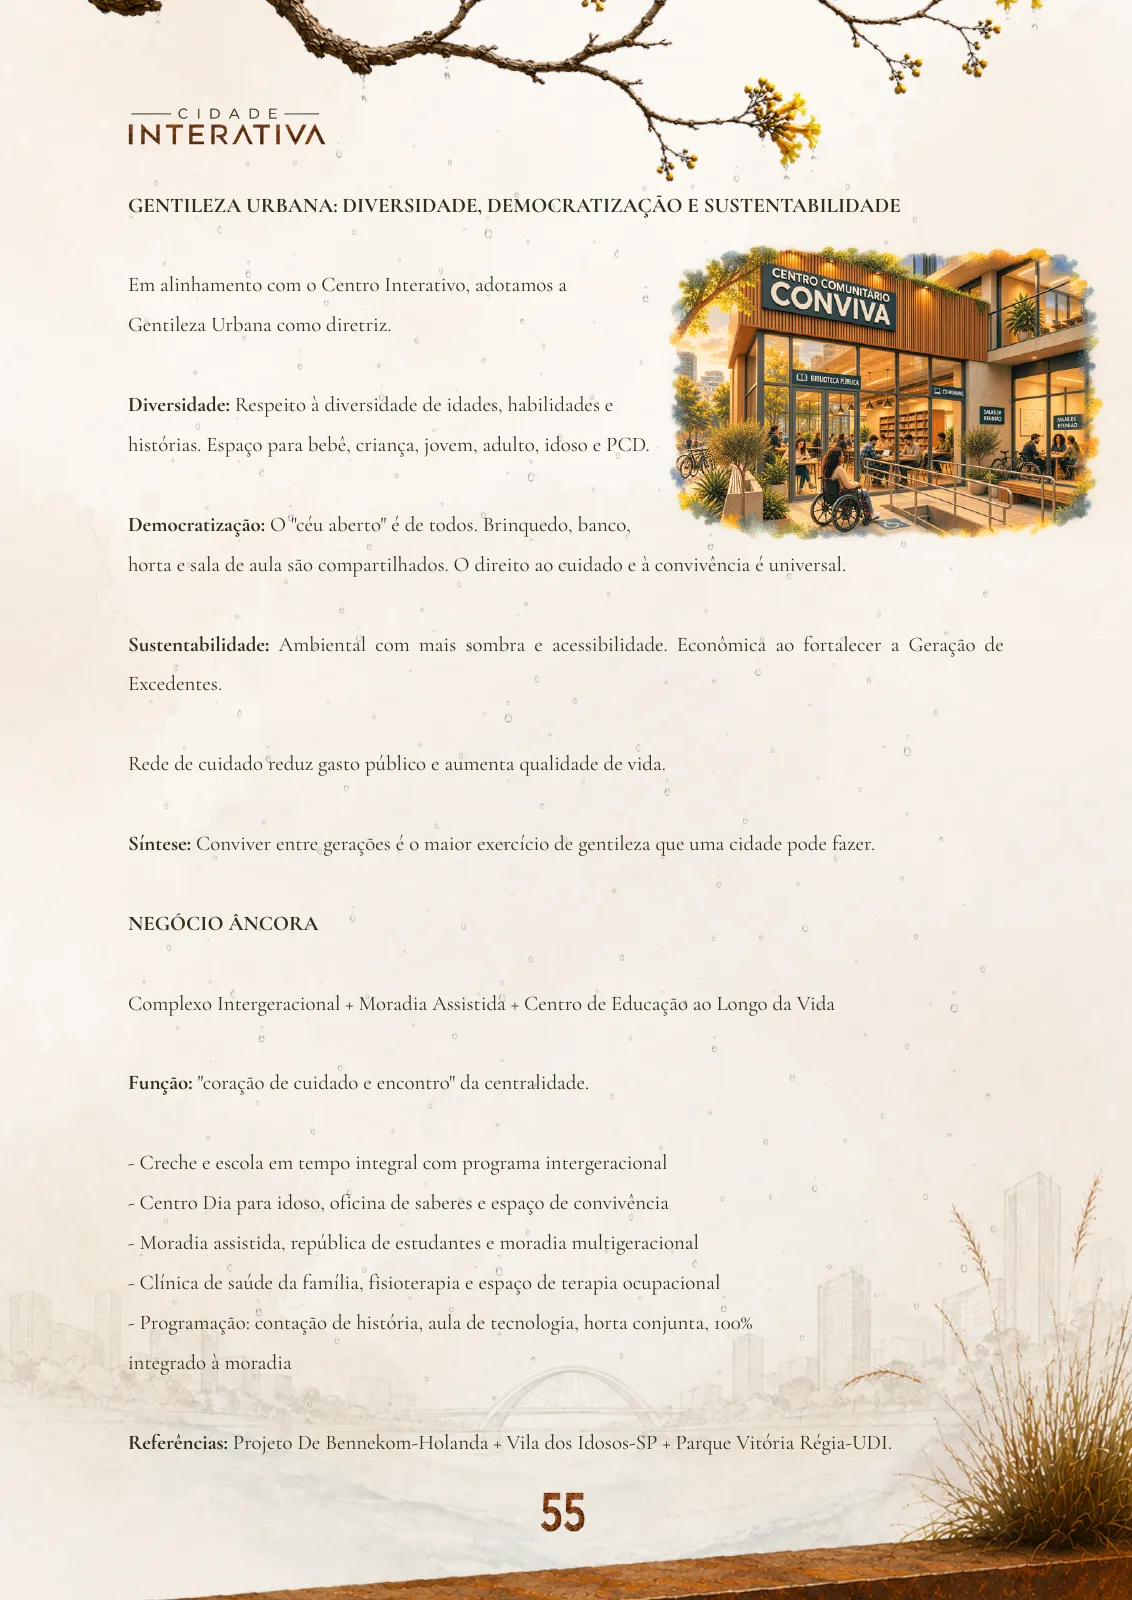 CIDADE
INTERATIVA
GENTILEZA URBANA: DIVERSIDADE, DEMOCRATIZAÇÃO E SUSTENTABILIDADE
Em alinhamento com o Centro Interativo, adotamos a
Gentileza Urbana como diretriz.
CENTRO COMUNITÁRIO
CONVIVA
BIBLIOTECA PÚBLICA
COWORKING
SALAS DE
REUNIÃO
SALAS DE
REUNIÃO
Diversidade: Respeito à diversidade de idades, habilidades e
histórias. Espaço para bebê, criança, jovem, adulto, idoso e PCD.
Democratização: O "céu aberto" é de todos. Brinquedo, banco,
horta e sala de aula são compartilhados. O direito ao cuidado e à convivência é universal.
Sustentabilidade: Ambiental com mais sombra e acessibilidade. Econômica ao fortalecer a Geração de
Excedentes.
Rede de cuidado reduz gasto público e aumenta qualidade de vida.
Síntese: Conviver entre gerações é o maior exercício de gentileza que uma cidade pode fazer.
NEGÓCIO ÂNCORA
Complexo Intergeracional + Moradia Assistida + Centro de Educação ao Longo da Vida
Função: "coração de cuidado e encontro" da centralidade.
- Creche e escola em tempo integral com programa intergeracional
- Centro Dia para idoso, oficina de saberes e espaço de convivência
- Moradia assistida, república de estudantes e moradia multigeracional
- Clínica de saúde da família, fisioterapia e espaço de terapia ocupacional
- Programação: contação de história, aula de tecnologia, horta conjunta, 100%
integrado à moradia
Referências: Projeto De Bennekom-Holanda + Vila dos Idosos-SP + Parque Vitória Régia-UDI.
55